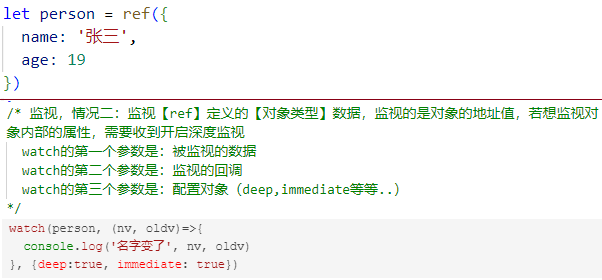 let person = ref({
  name: '张三',
  age: 19
})
/* 监视，情况二：监视【ref】定义的【对象类型】数据，监视的是对象的地址值，若想监视对
象内部的属性，需要收到开启深度监视
  watch的第一个参数是：被监视的数据
  watch的第二个参数是：监视的回调
  watch的第三个参数是：配置对象（deep,immediate等等..）
*/
watch(person, (nv, oldv)=>{
  console.log('名字变了', nv, oldv)
}, {deep:true, immediate: true})